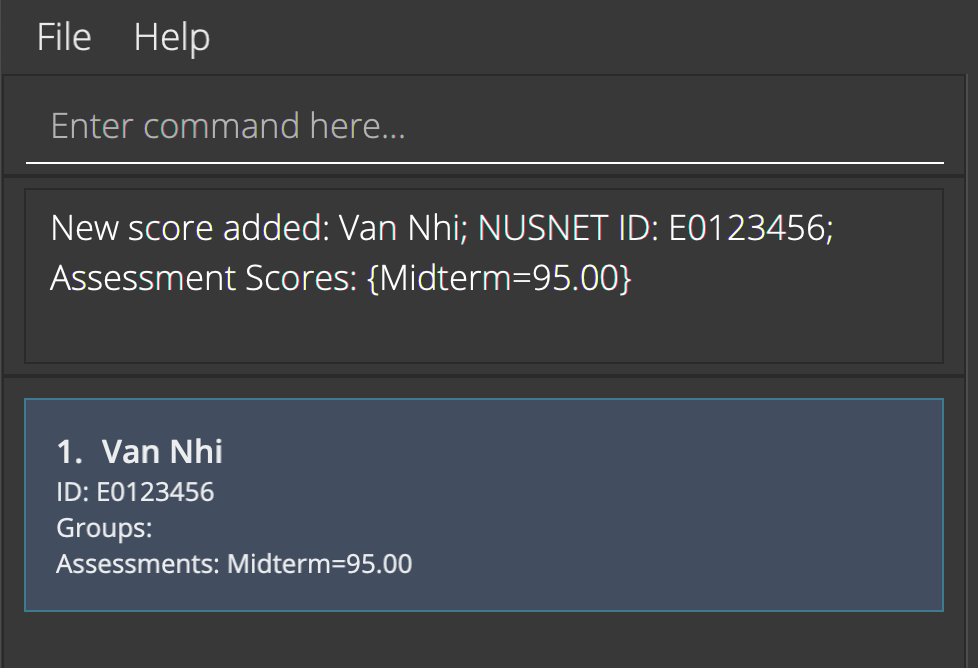 File Help
Enter command here...
New score added: Van Nhi; NUSNET ID: E0123456;
Assessment Scores: {Midterm=95.00}
1. Van Nhi
ID: E0123456
Groups:
Assessments: Midterm=95.00